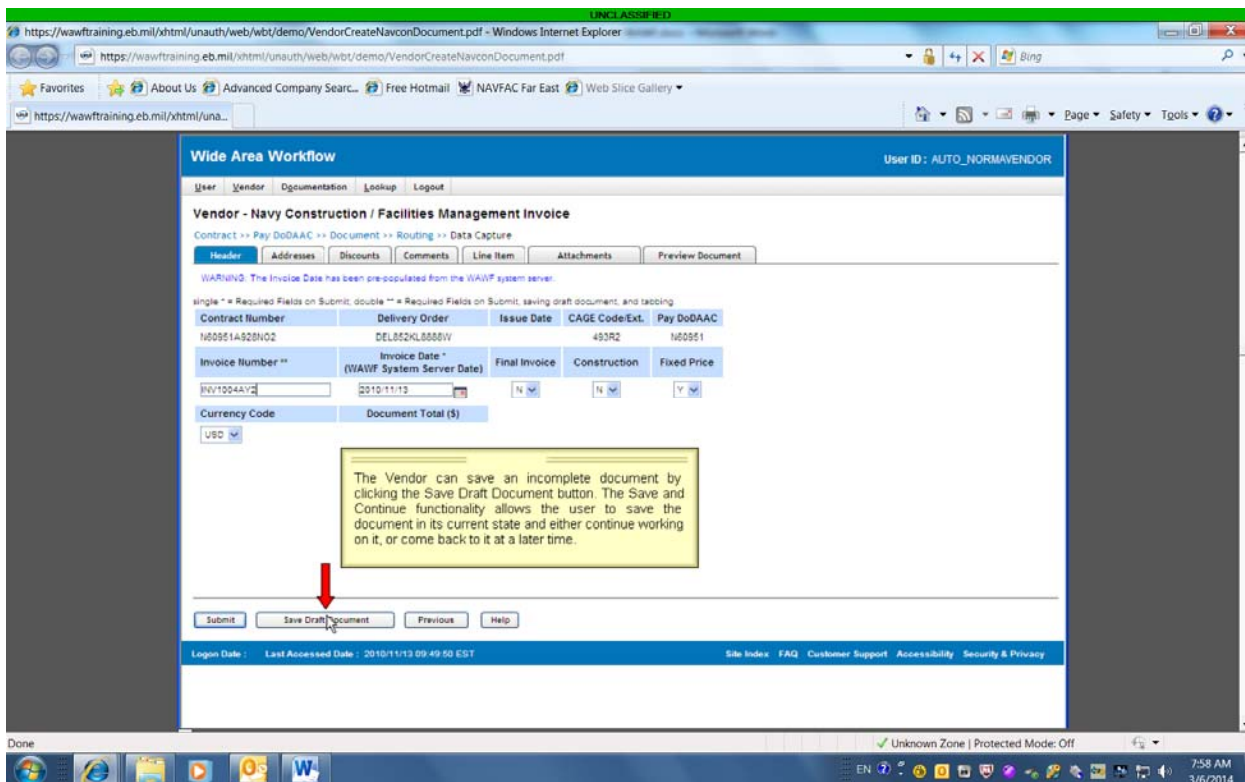 UNCLASSIFIED
https://wawftraining.eb.mil/xhtml/unauth/web/wbt/demo/VendorCreateNavconDocument.pdf - Windows Internet Explorer
https://wawftraining.eb.mil/xhtml/unauth/web/wbt/demo/VendorCreateNavconDocument.pdf
Bing
Favorites About Us Advanced Company Searc... Free Hotmail NAVFAC Far East Web Slice Gallery
https://wawftraining.eb.mil/xhtml/una...
Page Safety Tools
Wide Area Workflow
User ID : AUTO_NORMAVENDOR
User Vendor Documentation Lookup Logout
Vendor - Navy Construction / Facilities Management Invoice
Contract >> Pay DoDAAC >> Document >> Routing >> Data Capture
Header Addresses Discounts Comments Line Item Attachments Preview Document
WARNING: The Invoice Date has been pre-populated from the WAWF system server.
single * = Required Fields on Submit; double ** = Required Fields on Submit, saving draft document, and tabbing.
Contract Number Delivery Order Issue Date CAGE Code/Ext. Pay DoDAAC
N60951A928NO2 DEL852KL8888W 493R2 N60951
Invoice Number ** Invoice Date * (WAWF System Server Date) Final Invoice Construction Fixed Price
INV1004AYZ 2010/11/13 N N Y
Currency Code Document Total ($)
USD
The Vendor can save an incomplete document by
clicking the Save Draft Document button. The Save and
Continue functionality allows the user to save the
document in its current state and either continue working
on it, or come back to it at a later time.
Submit Save Draft Document Previous Help
Logon Date : Last Accessed Date : 2010/11/13 09:49:50 EST
Site Index FAQ Customer Support Accessibility Security & Privacy
Done
Unknown Zone | Protected Mode: Off
EN
7:58 AM
3/6/2014